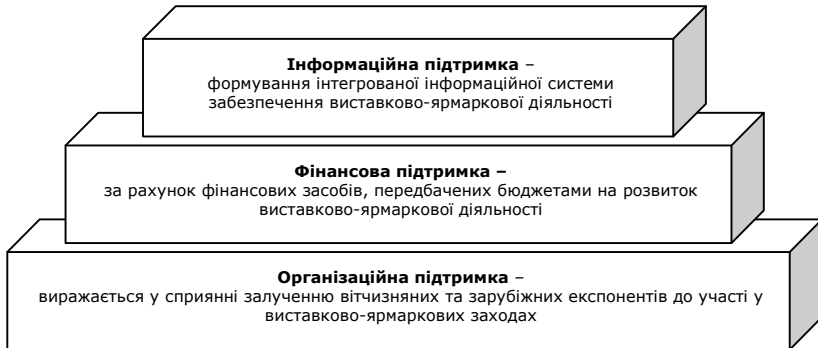 Інформаційна підтримка –
формування інтегрованої інформаційної системи
забезпечення виставково-ярмаркової діяльності
Фінансова підтримка –
за рахунок фінансових засобів, передбачених бюджетами на розвиток
виставково-ярмаркової діяльності
Організаційна підтримка –
виражається у сприянні залученню вітчизняних та зарубіжних експонентів до участі у
виставково-ярмаркових заходах